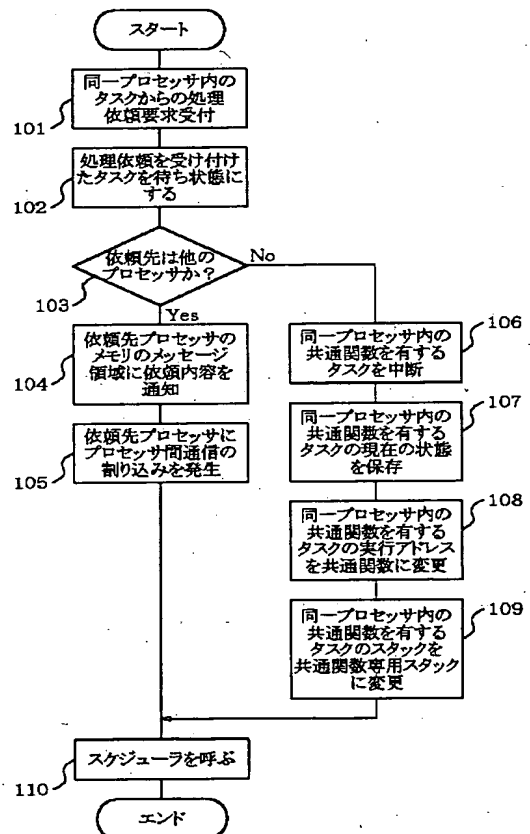 スタート
同一プロセッサ内の
タスクからの処理
依頼要求受付
101
処理依頼を受け付け
たタスクを待ち状態に
する
102
依頼先は他の
プロセッサか?
103
No
Yes
依頼先プロセッサの
メモリのメッセージ
領域に依頼内容を
通知
104
依頼先プロセッサに
プロセッサ間通信の
割り込みを発生
105
同一プロセッサ内の
共通関数を有する
タスクを中断
106
同一プロセッサ内の
共通関数を有する
タスクの現在の状態
を保存
107
同一プロセッサ内の
共通関数を有する
タスクの実行アドレス
を共通関数に変更
108
同一プロセッサ内の
共通関数を有する
タスクのスタックを
共通関数専用スタック
に変更
109
スケジューラを呼ぶ
110
エンド